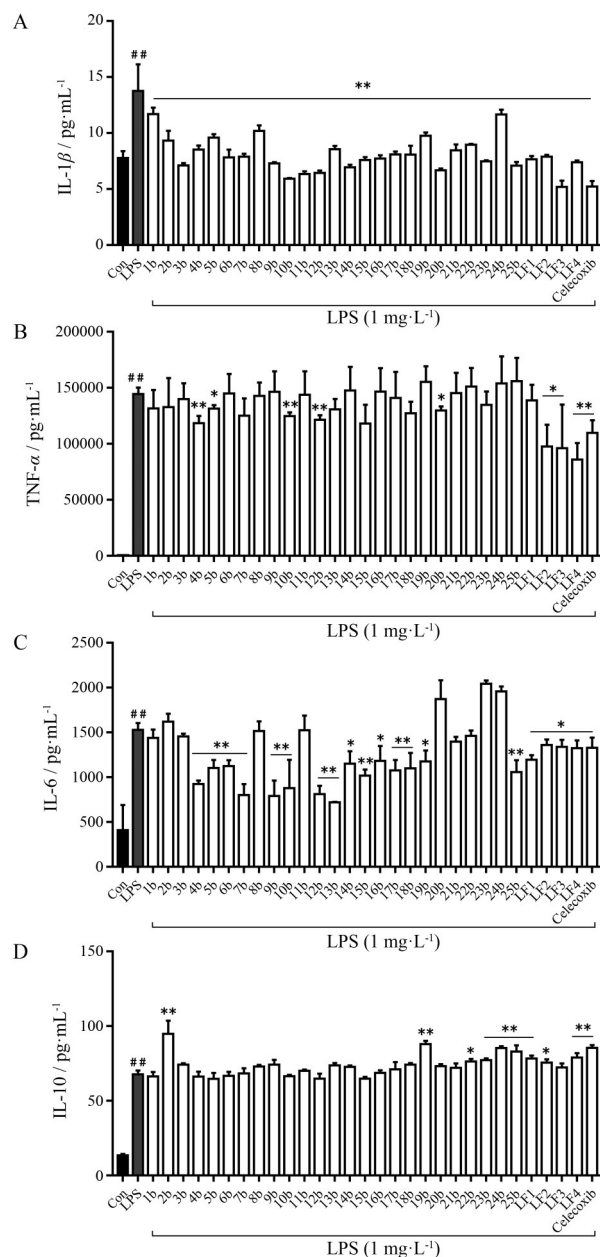 A
IL-1β / pg·mL-1
20
15
10
5
0
##
**
Con LPS 1b 2b 3b 4b 5b 6b 7b 8b 9b 10b 11b 12b 13b 14b 15b 16b 17b 18b 19b 20b 21b 22b 23b 24b 25b LF1 LF2 LF3 LF4 Celecoxib
LPS (1 mg·L-1)
B
TNF-α / pg·mL-1
200000
150000
100000
50000
0
## ** * ** ** * * **
Con LPS 1b 2b 3b 4b 5b 6b 7b 8b 9b 10b 11b 12b 13b 14b 15b 16b 17b 18b 19b 20b 21b 22b 23b 24b 25b LF1 LF2 LF3 LF4 Celecoxib
LPS (1 mg·L-1)
C
IL-6 / pg·mL-1
2500
2000
1500
1000
500
0
## ** ** ** * ** * ** * ** *
Con LPS 1b 2b 3b 4b 5b 6b 7b 8b 9b 10b 11b 12b 13b 14b 15b 16b 17b 18b 19b 20b 21b 22b 23b 24b 25b LF1 LF2 LF3 LF4 Celecoxib
LPS (1 mg·L-1)
D
IL-10 / pg·mL-1
150
100
50
0
## ** ** * ** * **
Con LPS 1b 2b 3b 4b 5b 6b 7b 8b 9b 10b 11b 12b 13b 14b 15b 16b 17b 18b 19b 20b 21b 22b 23b 24b 25b LF1 LF2 LF3 LF4 Celecoxib
LPS (1 mg·L-1)